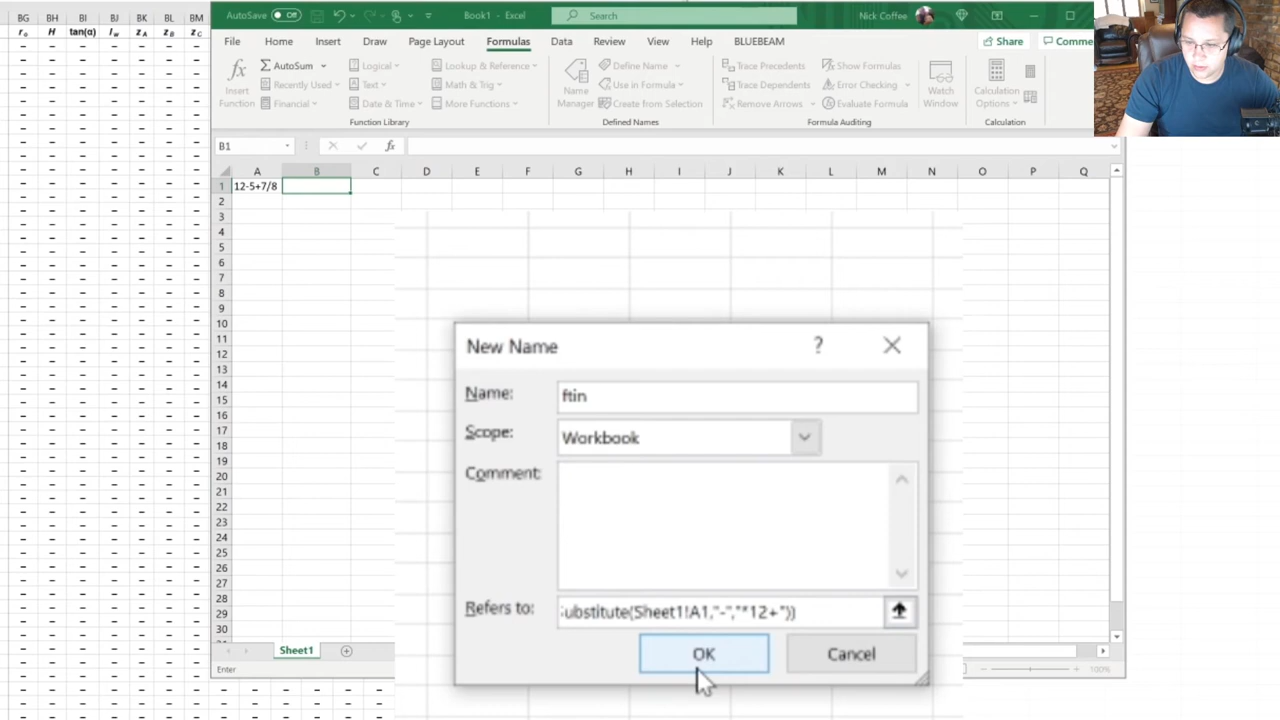 BG BH BI BJ BK BL BM
r₀ H tan(α) l_w z_A z_B z_C
AutoSave Off Book1 - Excel Search Nick Coffee
File Home Insert Draw Page Layout Formulas Data Review View Help BLUEBEAM Share Comme
fx Insert Function
AutoSum
Recently Used
Financial
Logical
Text
Date & Time
Lookup & Reference
Math & Trig
More Functions
Function Library
Name Manager
Define Name
Use in Formula
Create from Selection
Defined Names
Trace Precedents
Trace Dependents
Remove Arrows
Show Formulas
Error Checking
Evaluate Formula
Formula Auditing
Watch Window
Calculation Options
Calculation
B1 fx
A B C D E F G H I J K L M N O P Q
1 12-5+7/8
2
3
4
5
6
7
8
9
10
11
12
13
14
15
16
17
18
19
20
21
22
23
24
25
26
27
28
29
30
New Name ?
Name: ftin
Scope: Workbook
Comment:
Refers to: ubstitute(Sheet1!A1,"-","*12+"))
OK Cancel
Sheet1
Enter 100%